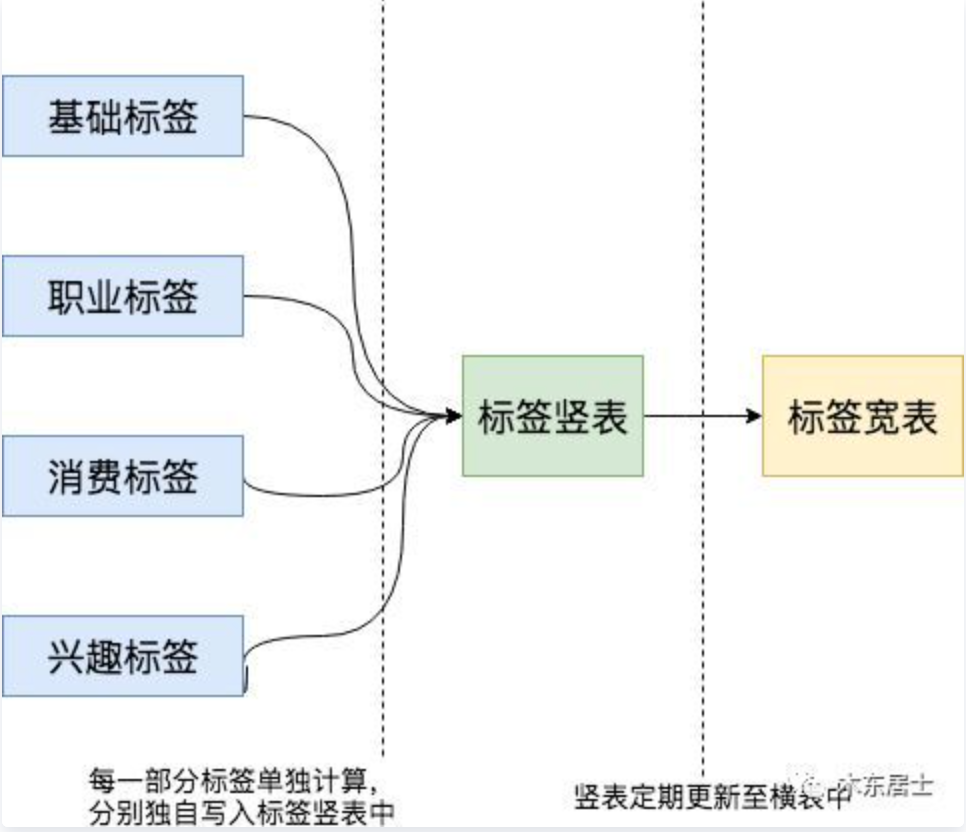 基础标签
职业标签
消费标签
兴趣标签
标签竖表
标签宽表
每一部分标签单独计算，
分别独自写入标签竖表中
竖表定期更新至横表中
木东居士